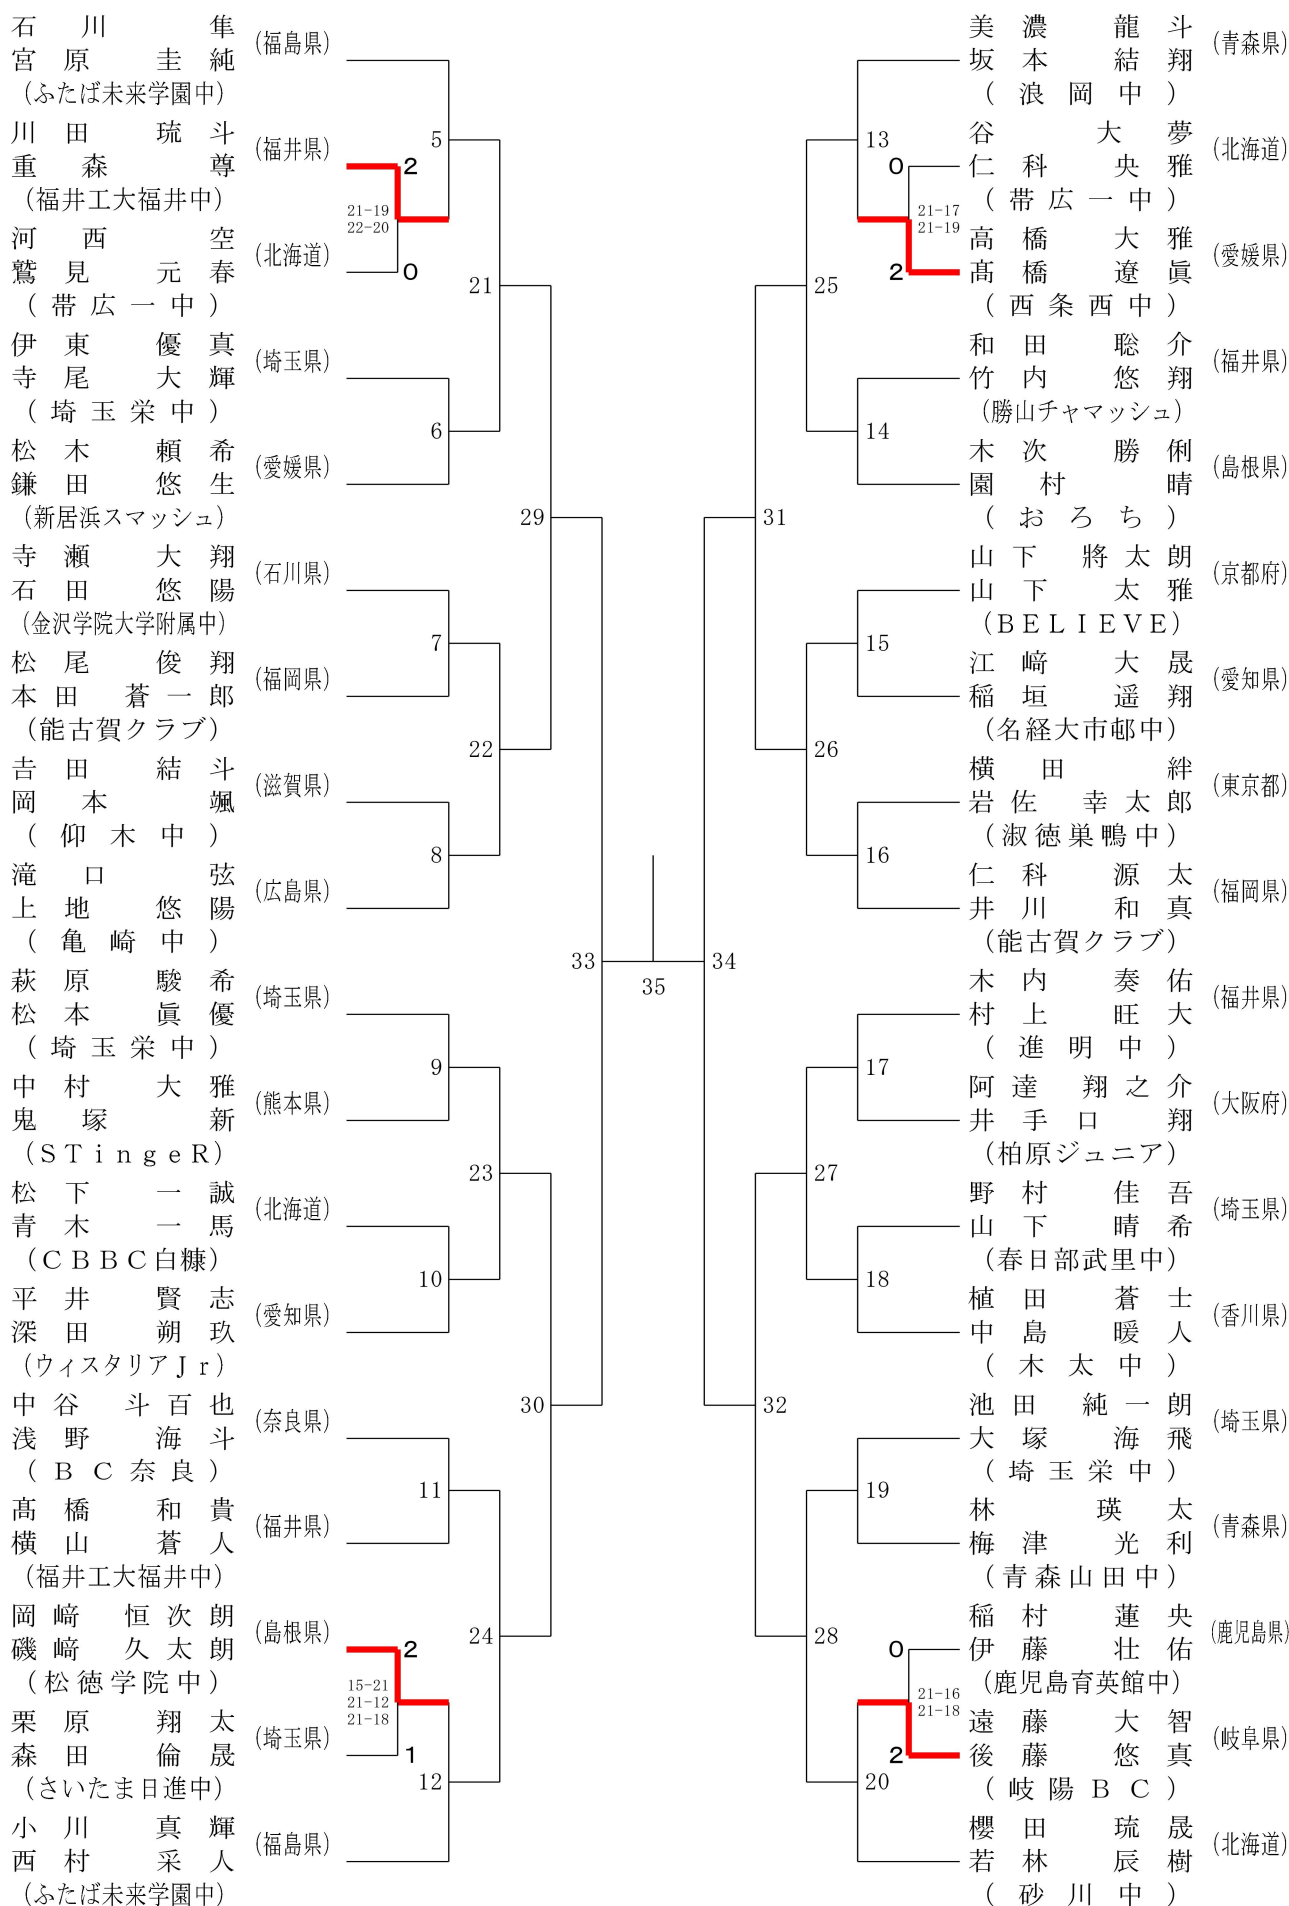 石川 隼
宮原 圭純
(福島県)
(ふたば未来学園中)
川田 琉斗
重森 尊
(福井県)
(福井工大福井中)
河西 空
鷲見 元春
(北海道)
(帯広一中)
2
21-19
22-20
0
5
伊東 優真
寺尾 大輝
(埼玉県)
(埼玉栄中)
松木 頼希
鎌田 悠生
(愛媛県)
(新居浜スマッシュ)
6
21
寺瀬 大翔
石田 悠陽
(石川県)
(金沢学院大学附属中)
松尾 俊翔
本田 蒼一郎
(福岡県)
(能古賀クラブ)
7
𠮷田 結斗
岡本 颯
(滋賀県)
(仰木中)
滝口 弦
上地 悠陽
(広島県)
(亀崎中)
8
22
29
萩原 駿希
松本 眞優
(埼玉県)
(埼玉栄中)
中村 大雅
鬼塚 新
(熊本県)
(STingeR)
9
松下 一誠
青木 一馬
(北海道)
(CBBC白糠)
平井 賢志
深田 朔玖
(愛知県)
(ウィスタリアJr)
10
23
中谷 斗百也
浅野 海斗
(奈良県)
(BC奈良)
髙橋 和貴
横山 蒼人
(福井県)
(福井工大福井中)
11
岡﨑 恒次朗
磯﨑 久太朗
(島根県)
(松徳学院中)
栗原 翔太
森田 倫晟
(埼玉県)
(さいたま日進中)
2
15-21
21-12
21-18
1
小川 真輝
西村 采人
(福島県)
(ふたば未来学園中)
12
24
30
33
35
34
美濃 龍斗
坂本 結翔
(青森県)
(浪岡中)
谷 大夢
仁科 央雅
(北海道)
(帯広一中)
高橋 大雅
髙橋 遼眞
(愛媛県)
(西条西中)
0
21-17
21-19
2
13
和田 聡介
竹内 悠翔
(福井県)
(勝山チャマッシュ)
木次 勝俐
園村 晴
(島根県)
(おろち)
14
25
山下 將太朗
山下 太雅
(京都府)
(BELIEVE)
江﨑 大晟
稲垣 遥翔
(愛知県)
(名経大市邨中)
15
横田 絆
岩佐 幸太郎
(東京都)
(淑徳巣鴨中)
仁科 源太
井川 和真
(福岡県)
(能古賀クラブ)
16
26
31
木内 奏佑
村上 旺大
(福井県)
(進明中)
阿達 翔之介
井手口 翔
(大阪府)
(柏原ジュニア)
17
野村 佳吾
山下 晴希
(埼玉県)
(春日部武里中)
植田 蒼士
中島 暖人
(香川県)
(木太中)
18
27
池田 純一朗
大塚 海飛
(埼玉県)
(埼玉栄中)
林 瑛太
梅津 光利
(青森県)
(青森山田中)
19
稲村 蓮央
伊藤 壮佑
(鹿児島県)
(鹿児島育英館中)
遠藤 大智
後藤 悠真
(岐阜県)
(岐陽BC)
0
21-16
21-18
2
櫻田 琉晟
若林 辰樹
(北海道)
(砂川中)
20
28
32